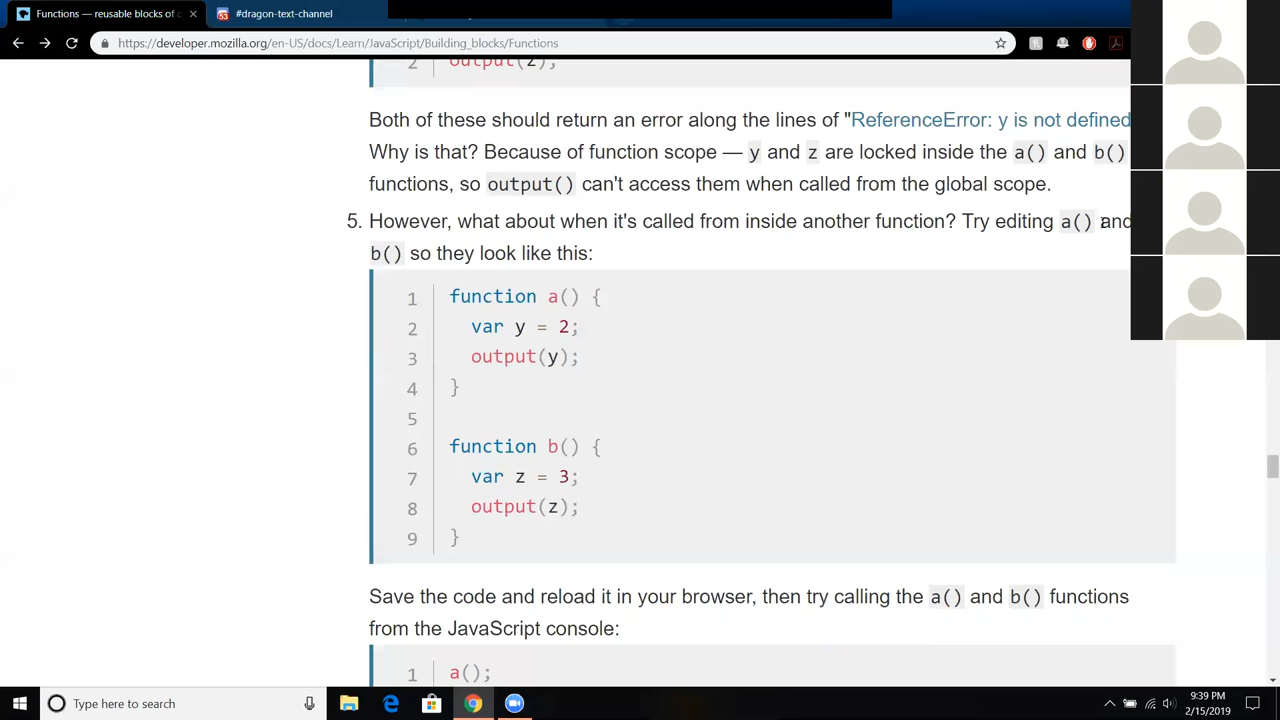 Functions — reusable blocks of c
#dragon-text-channel
https://developer.mozilla.org/en-US/docs/Learn/JavaScript/Building_blocks/Functions
2 output(z);
Both of these should return an error along the lines of "ReferenceError: y is not defined
Why is that? Because of function scope — y and z are locked inside the a() and b()
functions, so output() can't access them when called from the global scope.
5. However, what about when it's called from inside another function? Try editing a() and
b() so they look like this:
1 function a() {
2 var y = 2;
3 output(y);
4 }
5
6 function b() {
7 var z = 3;
8 output(z);
9 }
Save the code and reload it in your browser, then try calling the a() and b() functions
from the JavaScript console:
1 a();
Type here to search
9:39 PM
2/15/2019